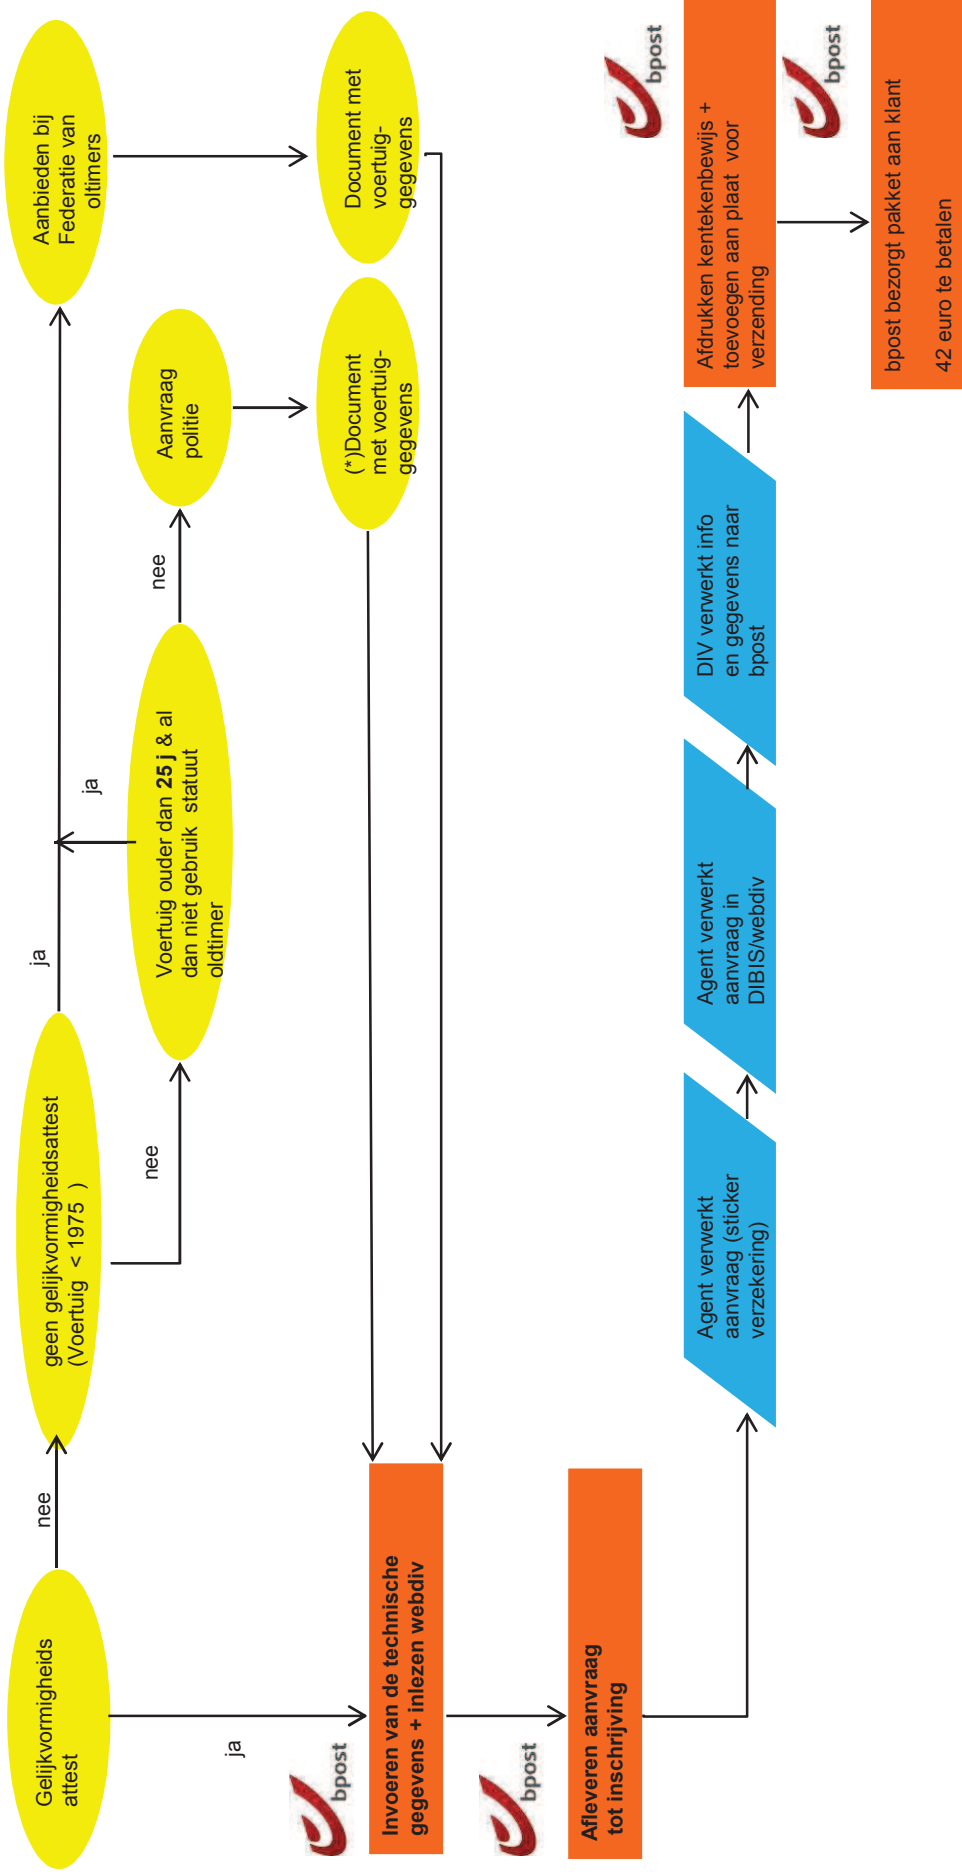 Gelijkvormigheids
attest
nee
geen gelijkvormigheidsattest
(Voertuig < 1975 )
ja
Aanbieden bij
Federatie van
oltimers
nee
Voertuig ouder dan 25 j & al
dan niet gebruik statuut
oldtimer
ja
nee
Aanvraag
politie
ja
(*)Document
met voertuig-
gegevens
Document met
voertuig-
gegevens
bpost
Invoeren van de technische
gegevens + inlezen webdiv
bpost
Afleveren aanvraag
tot inschrijving
Agent verwerkt
aanvraag (sticker
verzekering)
Agent verwerkt
aanvraag in
DIBIS/webdiv
DIV verwerkt info
en gegevens naar
bpost
bpost
Afdrukken kentekenbewijs +
toevoegen aan plaat voor
verzending
bpost
bpost bezorgt pakket aan klant
42 euro te betalen